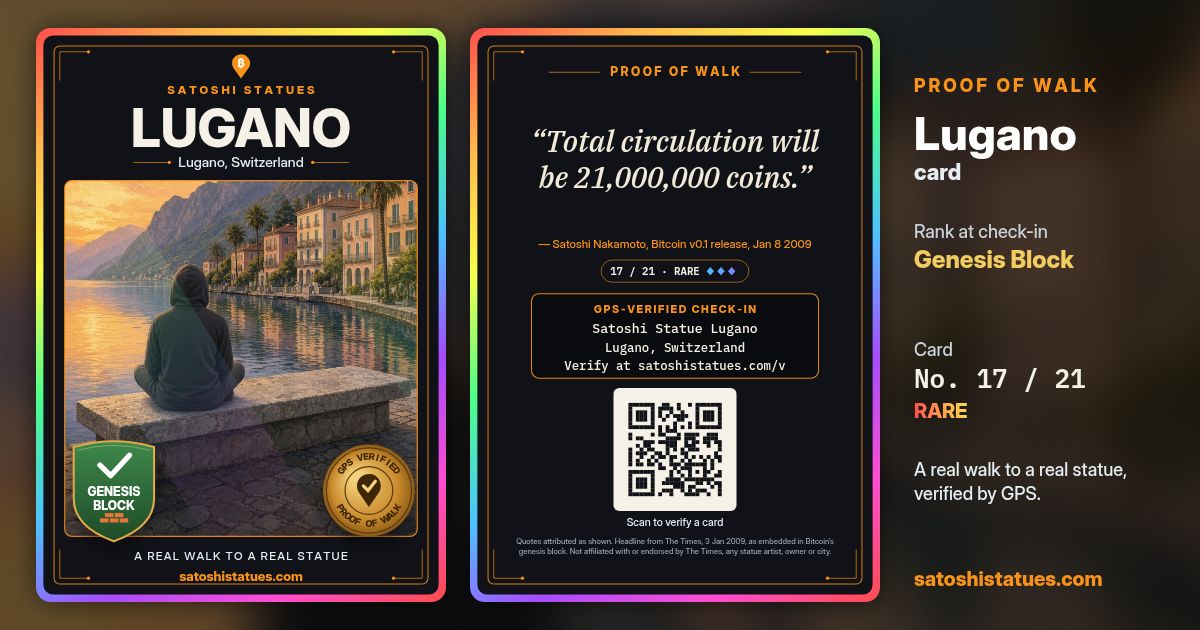 ₿
SATOSHI STATUES
LUGANO
Lugano, Switzerland
GENESIS
BLOCK
GPS VERIFIED
PROOF OF WALK
A REAL WALK TO A REAL STATUE
satoshistatues.com
PROOF OF WALK
“Total circulation will
be 21,000,000 coins.”
— Satoshi Nakamoto, Bitcoin v0.1 release, Jan 8 2009
17 / 21 · RARE
GPS-VERIFIED CHECK-IN
Satoshi Statue Lugano
Lugano, Switzerland
Verify at satoshistatues.com/v
Scan to verify a card
Quotes attributed as shown. Headline from The Times, 3 Jan 2009, as embedded in Bitcoin's
genesis block. Not affiliated with or endorsed by The Times, any statue artist, owner or city.
PROOF OF WALK
Lugano
card
Rank at check-in
Genesis Block
Card
No. 17 / 21
RARE
A real walk to a real statue,
verified by GPS.
satoshistatues.com